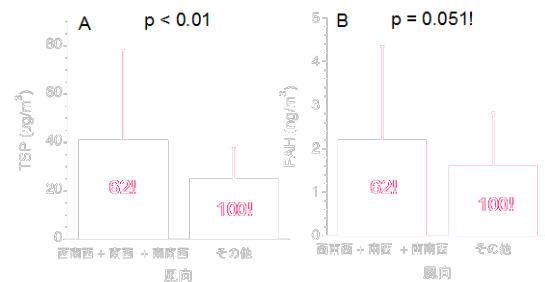 A p < 0.01
80
60
40
20
0
TSP (μg/m³)
62!
100!
西南西 + 南西 + 南南西 その他
風向
B p = 0.051!
5
4
3
2
1
0
PAH (ng/m³)
62!
100!
西南西 + 南西 + 南南西 その他
風向